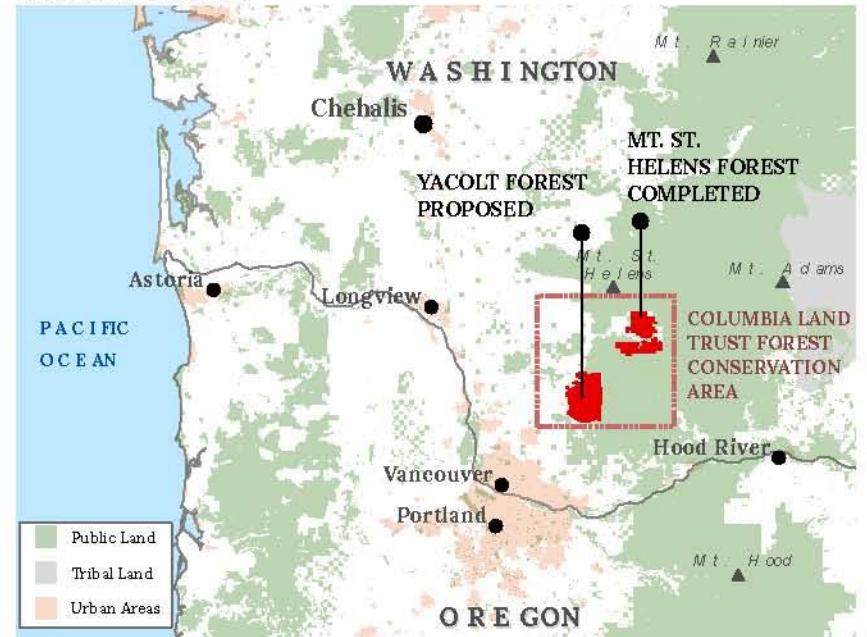 Mt. Rainier
WASHINGTON
Chehalis
MT. ST.
HELENS FOREST
COMPLETED
YACOLT FOREST
PROPOSED
Mt. St.
Helens
Mt. Adams
Astoria
Longview
PACIFIC
OCEAN
COLUMBIA LAND
TRUST FOREST
CONSERVATION
AREA
Hood River
Vancouver
Portland
Public Land
Tribal Land
Urban Areas
Mt. Hood
OREGON